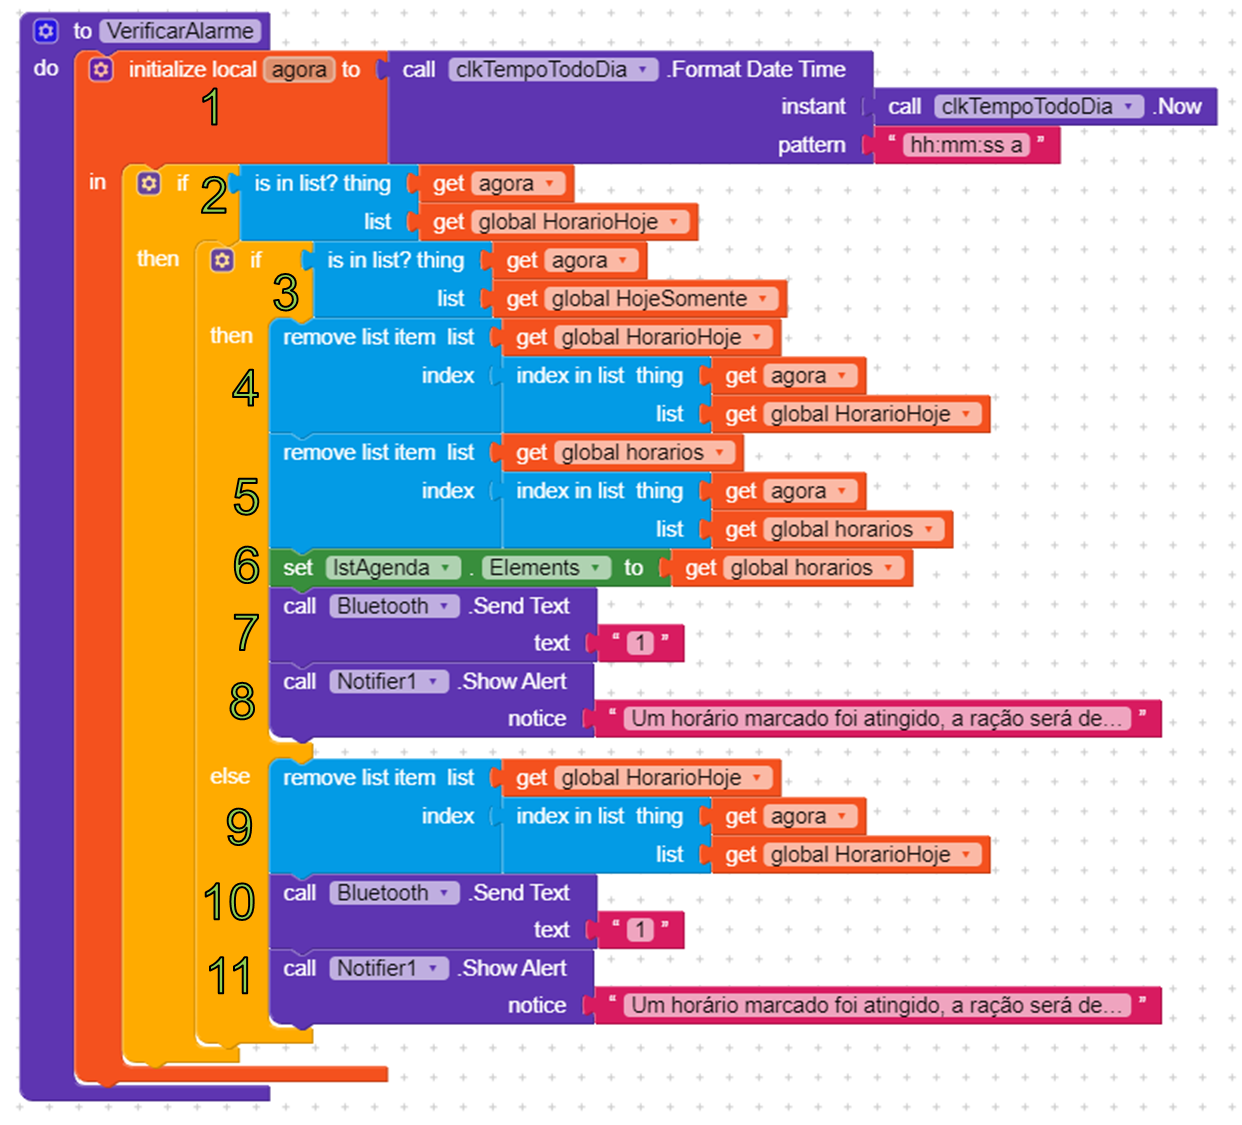 to VerificarAlarme
do initialize local agora to call clkTempoTodoDia .Format Date Time
1
instant call clkTempoTodoDia .Now
pattern " hh:mm:ss a "
in if is in list? thing get agora
2
list get global HorarioHoje
then if is in list? thing get agora
3
list get global HojeSomente
then remove list item list get global HorarioHoje
4
index index in list thing get agora
list get global HorarioHoje
remove list item list get global horarios
5
index index in list thing get agora
list get global horarios
6 set lstAgenda . Elements to get global horarios
call Bluetooth .Send Text
7
text " 1 "
call Notifier1 .Show Alert
8
notice " Um horário marcado foi atingido, a ração será de... "
else remove list item list get global HorarioHoje
9
index index in list thing get agora
list get global HorarioHoje
10 call Bluetooth .Send Text
text " 1 "
11 call Notifier1 .Show Alert
notice " Um horário marcado foi atingido, a ração será de... "